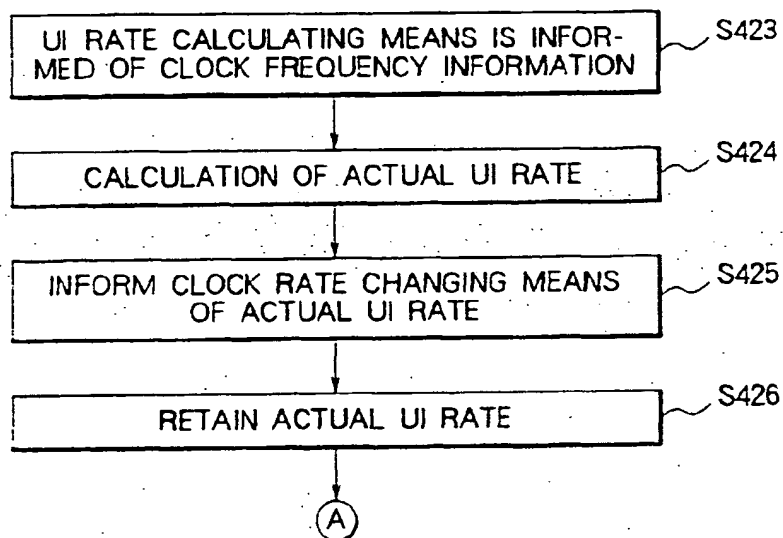 UI RATE CALCULATING MEANS IS INFOR-
MED OF CLOCK FREQUENCY INFORMATION
S423
CALCULATION OF ACTUAL UI RATE
S424
INFORM CLOCK RATE CHANGING MEANS
OF ACTUAL UI RATE
S425
RETAIN ACTUAL UI RATE
S426
A